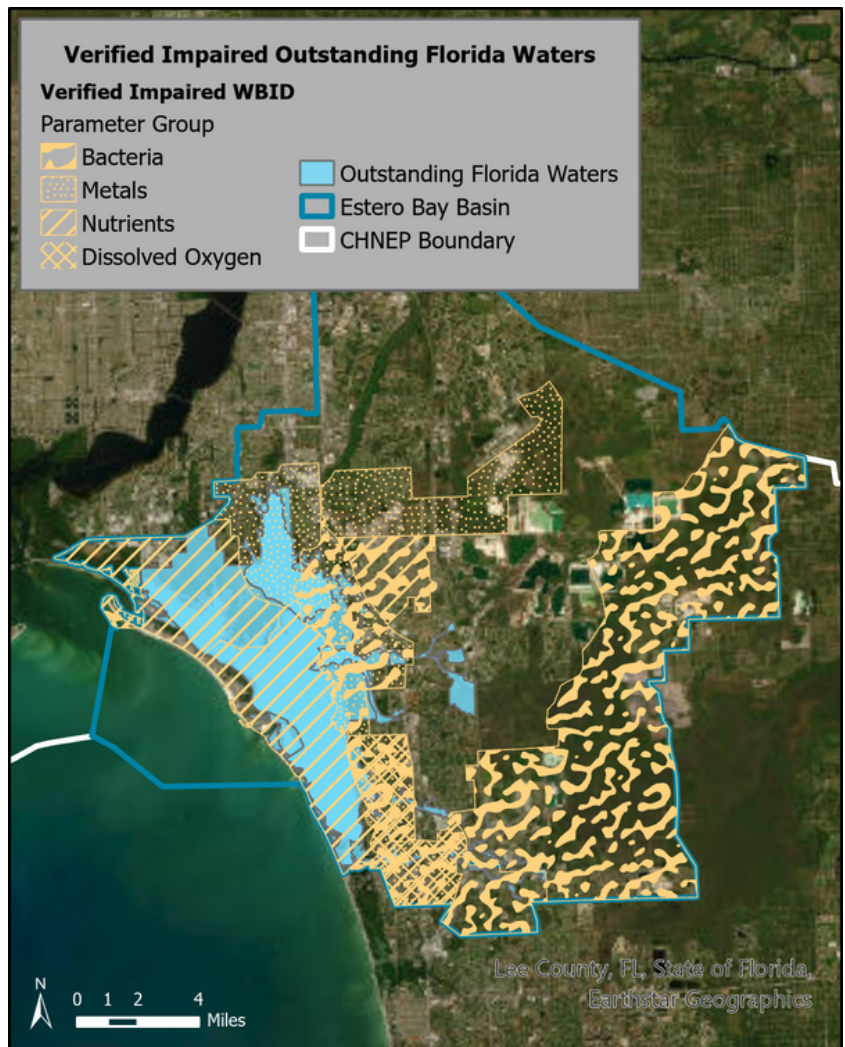 Verified Impaired Outstanding Florida Waters
Verified Impaired WBID
Parameter Group
Bacteria
Metals
Nutrients
Dissolved Oxygen
Outstanding Florida Waters
Estero Bay Basin
CHNEP Boundary
Lee County, FL, State of Florida,
Earthstar Geographics
N
0 1 2 4
Miles